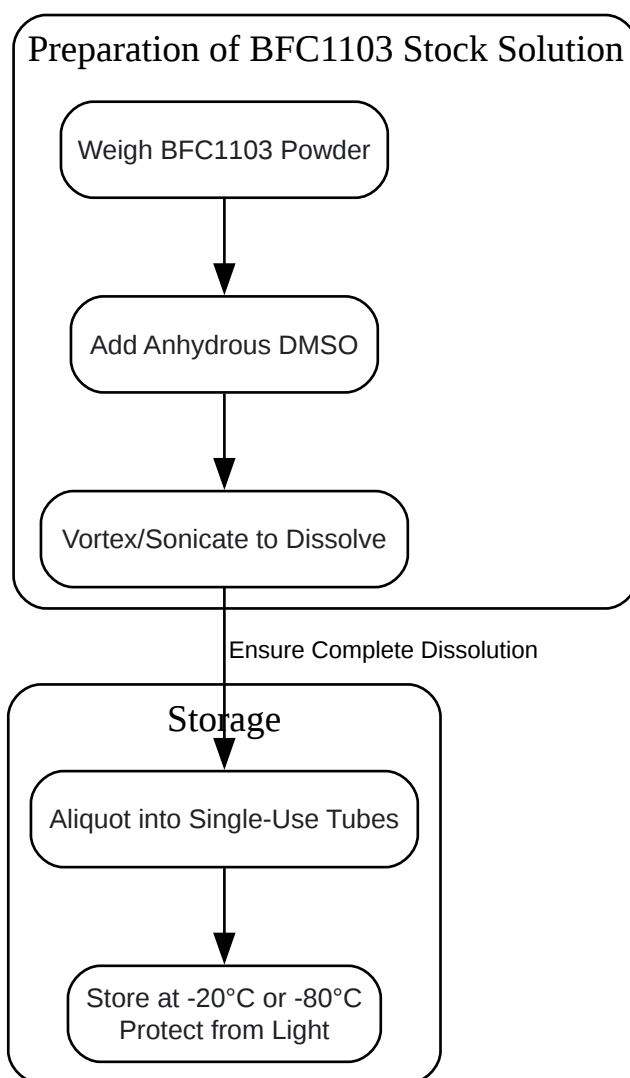 Preparation of BFC1103 Stock Solution
Weigh BFC1103 Powder
Add Anhydrous DMSO
Vortex/Sonicate to Dissolve
Ensure Complete Dissolution
Storage
Aliquot into Single-Use Tubes
Store at -20°C or -80°C
Protect from Light